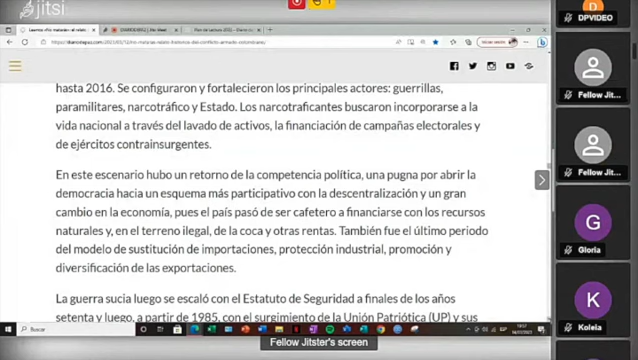 jitsi
hasta 2016. Se configuraron y fortalecieron los principales actores: guerrillas,
paramilitares, narcotráfico y Estado. Los narcotraficantes buscaron incorporarse a la
vida nacional a través del lavado de activos, la financiación de campañas electorales y
de ejércitos contrainsurgentes.
En este escenario hubo un retorno de la competencia política, una pugna por abrir la
democracia hacia un esquema más participativo con la descentralización y un gran
cambio en la economía, pues el país pasó de ser cafetero a financiarse con los recursos
naturales y, en el terreno ilegal, de la coca y otras rentas. También fue el último periodo
del modelo de sustitución de importaciones, protección industrial, promoción y
diversificación de las exportaciones.
La guerra sucia luego se escaló con el Estatuto de Seguridad a finales de los años
setenta y luego, a partir de 1985, con el surgimiento de la Unión Patriótica (UP) y sus
Buscar
Fellow Jitster's screen
D
DPVIDEO
Fellow Jit...
Fellow Jit...
G
Gloria
K
Koleia